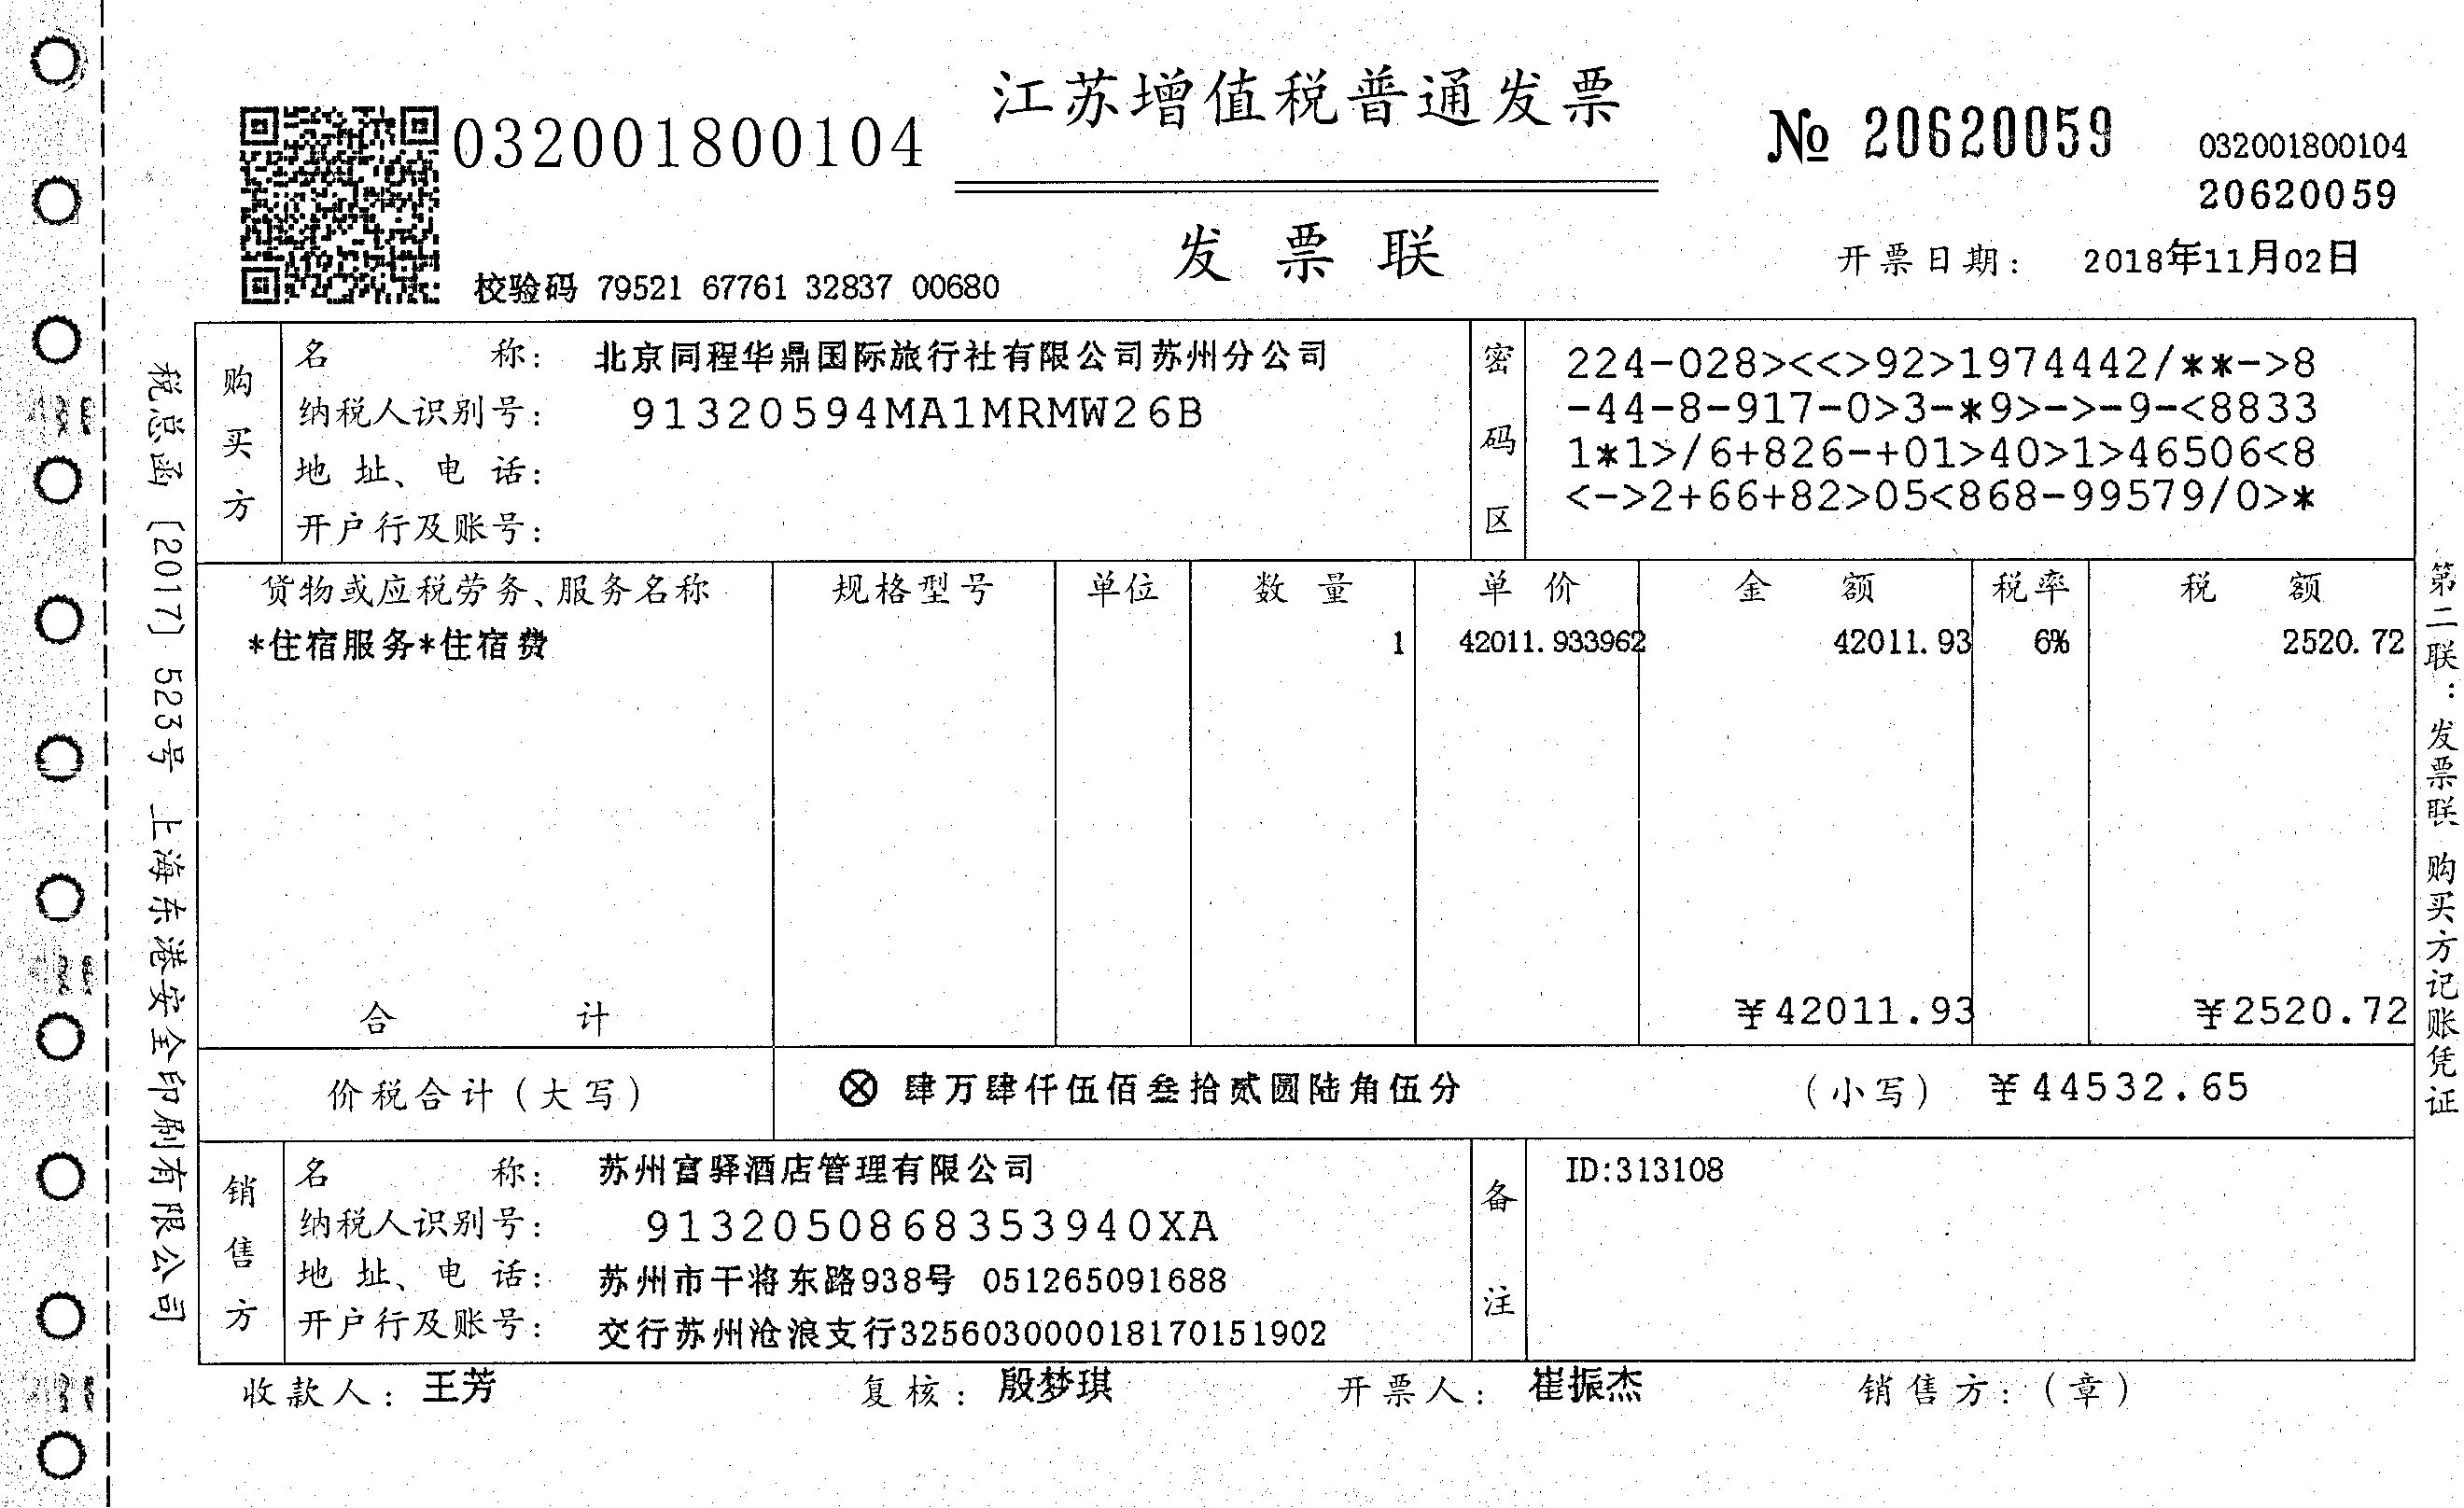 江苏增值税普通发票
032001800104
№ 20620059
032001800104
20620059
发票联
校验码 79521 67761 32837 00680
开票日期: 2018年11月02日
税总函〔2017〕523号 上海东港安全印刷有限公司
购买方
名称: 北京同程华鼎国际旅行社有限公司苏州分公司
纳税人识别号: 91320594MA1MRMW26B
地址、电话:
开户行及账号:
密码区
224-028><<>92>1974442/**->8
-44-8-917-0>3-*9>->-9-<8833
1*1>/6+826-+01>40>1>46506<8
<->2+66+82>05<868-99579/0>*
货物或应税劳务、服务名称 规格型号 单位 数量 单价 金额 税率 税额
*住宿服务*住宿费 1 42011.933962 42011.93 6% 2520.72
合计 ¥42011.93 ¥2520.72
价税合计(大写) ⊗ 肆万肆仟伍佰叁拾贰圆陆角伍分 (小写) ¥44532.65
销售方
名称: 苏州富驿酒店管理有限公司
纳税人识别号: 9132050868353940XA
地址、电话: 苏州市干将东路938号 051265091688
开户行及账号: 交行苏州沧浪支行325603000018170151902
备注
ID:313108
收款人: 王芳 复核: 殷梦琪 开票人: 崔振杰 销售方:(章)
第二联:发票联 购买方记账凭证